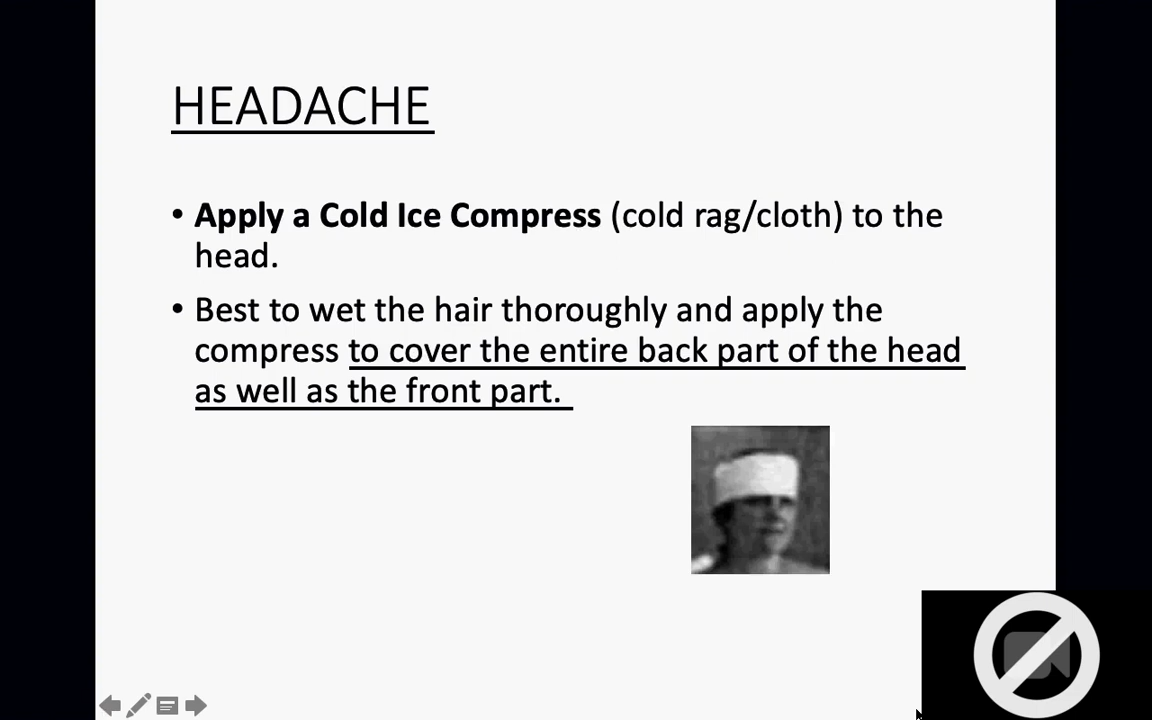 HEADACHE
• Apply a Cold Ice Compress (cold rag/cloth) to the
head.
• Best to wet the hair thoroughly and apply the
compress to cover the entire back part of the head
as well as the front part.